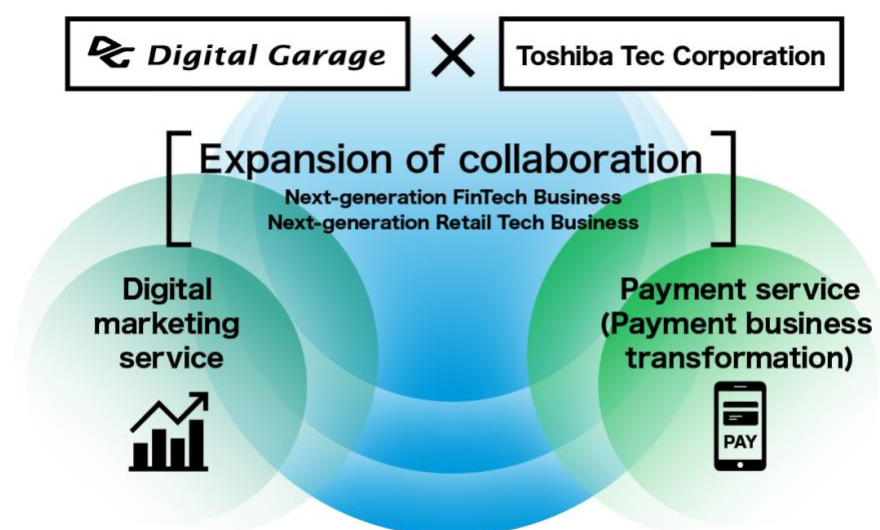 Digital Garage
Toshiba Tec Corporation
Expansion of collaboration
Next-generation FinTech Business
Next-generation Retail Tech Business
Digital
marketing
service
Payment service
(Payment business
transformation)
PAY